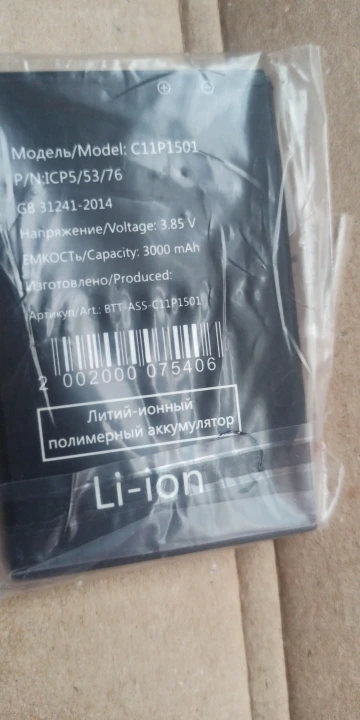 Модель/Model: C11P1501
P/N:ICP5/53/76
GB 31241-2014
Напряжение/Voltage: 3.85 V
ЕМКОСТЬ/Capacity: 3000 mAh
Изготовлено/Produced:
Артикул/Art.: BTT-ASS-C11P1501
2 002000 075406
Литий-ионный
полимерный аккумулятор
Li-ion